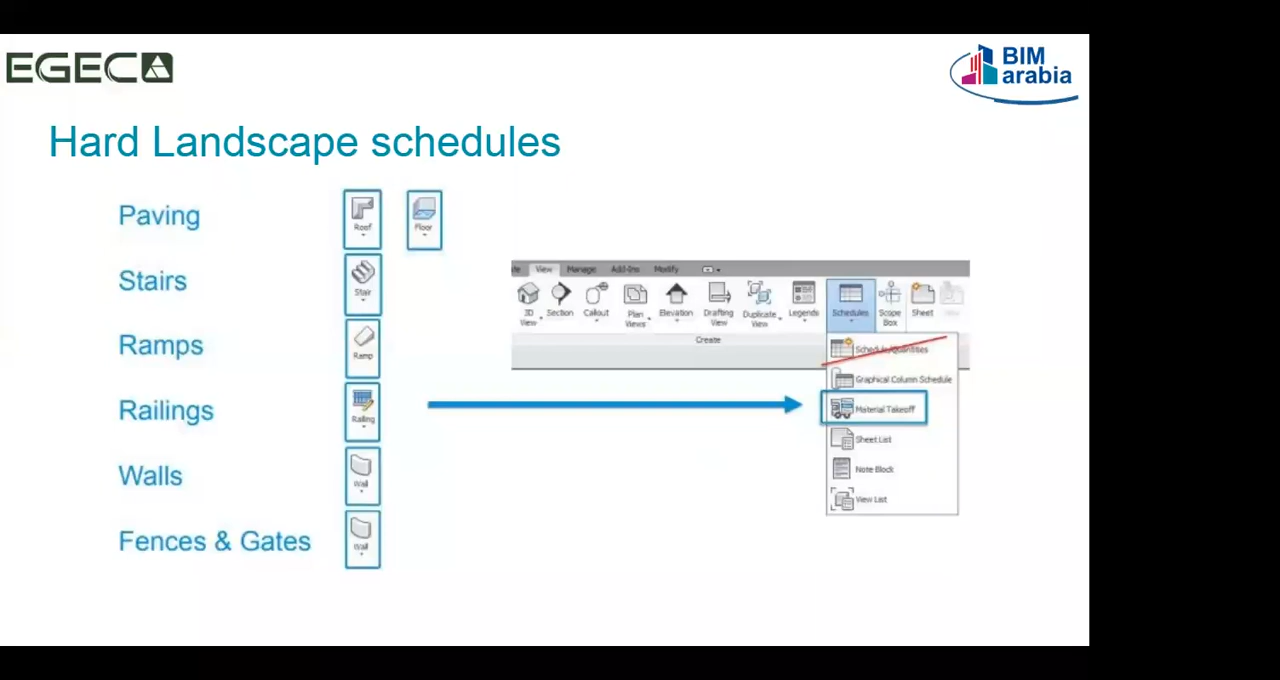 EGEC
BIM
arabia
Hard Landscape schedules
Paving
Roof
Floor
Stairs
Stair
Ramps
Ramp
Railings
Railing
Walls
Wall
Fences & Gates
Wall
View Manage Add-Ins Modify
3D View
Section
Callout
Plan Views
Elevation
Drafting View
Duplicate View
Legends
Schedules
Scope Box
Sheet
Create
Schedule/Quantities
Graphical Column Schedule
Material Takeoff
Sheet List
Note Block
View List